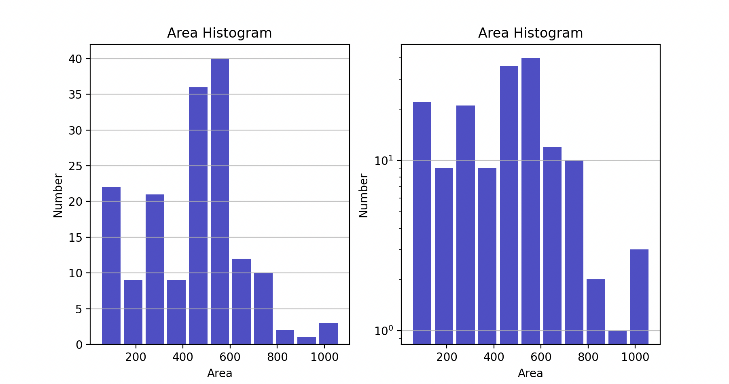 Area Histogram
Number
40
35
30
25
20
15
10
5
0
200 400 600 800 1000
Area
Area Histogram
Number
10¹
10⁰
200 400 600 800 1000
Area